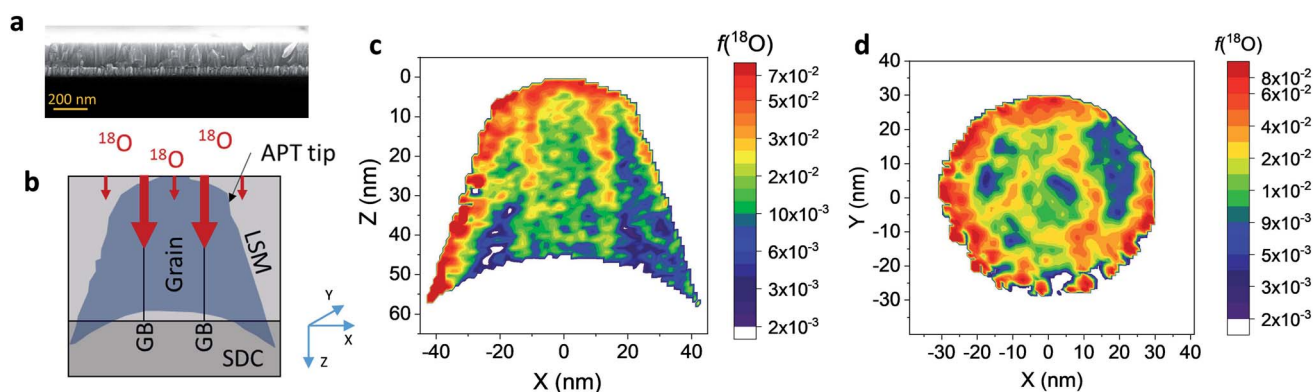 a
200 nm
b
¹⁸O
¹⁸O
¹⁸O
APT tip
Grain
LSM
GB
GB
SDC
Y
X
Z
c
f(¹⁸O)
Z (nm)
0
10
20
30
40
50
60
-40 -20 0 20 40
X (nm)
7x10⁻²
5x10⁻²
3x10⁻²
2x10⁻²
10x10⁻³
8x10⁻³
6x10⁻³
4x10⁻³
3x10⁻³
2x10⁻³
d
f(¹⁸O)
Y (nm)
40
30
20
10
0
-10
-20
-30
-30 -20 -10 0 10 20 30 40
X (nm)
8x10⁻²
6x10⁻²
4x10⁻²
2x10⁻²
1x10⁻²
9x10⁻³
5x10⁻³
3x10⁻³
2x10⁻³